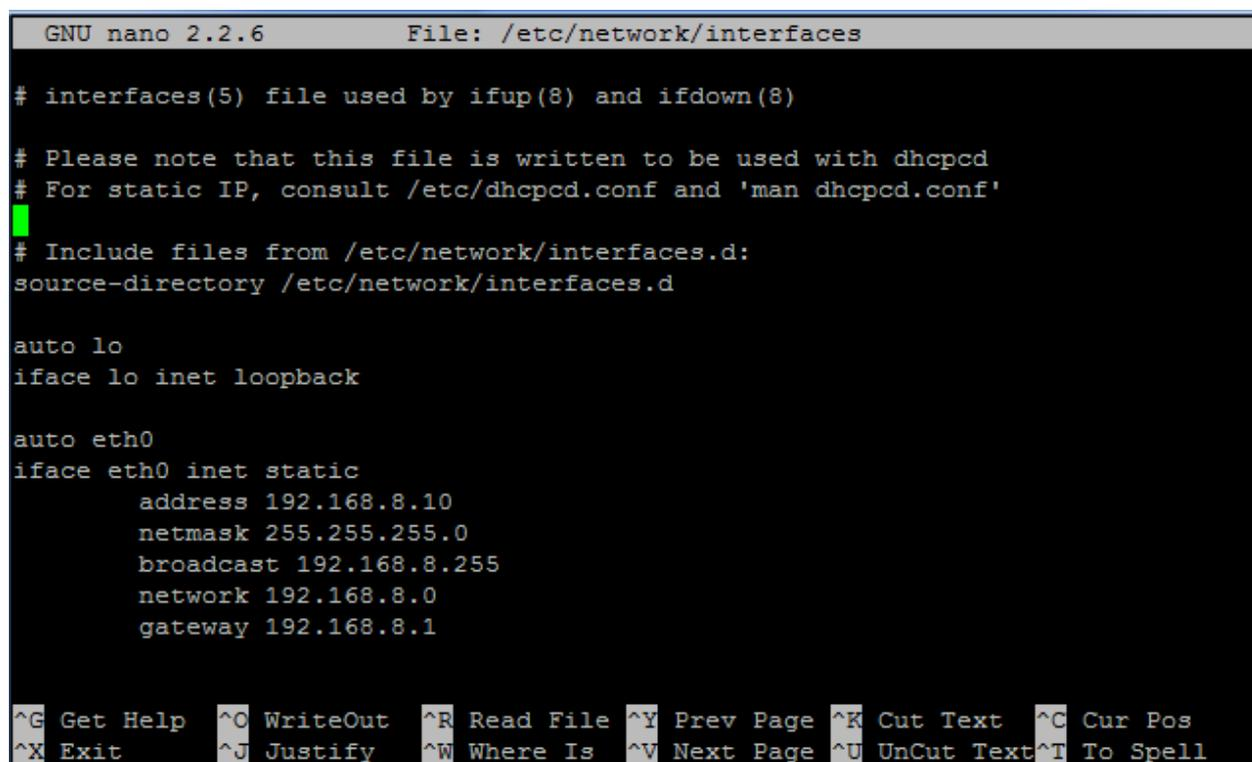 GNU nano 2.2.6 File: /etc/network/interfaces
# interfaces(5) file used by ifup(8) and ifdown(8)
# Please note that this file is written to be used with dhcpcd
# For static IP, consult /etc/dhcpcd.conf and 'man dhcpcd.conf'
# Include files from /etc/network/interfaces.d:
source-directory /etc/network/interfaces.d
auto lo
iface lo inet loopback
auto eth0
iface eth0 inet static
address 192.168.8.10
netmask 255.255.255.0
broadcast 192.168.8.255
network 192.168.8.0
gateway 192.168.8.1
^G Get Help ^O WriteOut ^R Read File ^Y Prev Page ^K Cut Text ^C Cur Pos
^X Exit ^J Justify ^W Where Is ^V Next Page ^U UnCut Text ^T To Spell